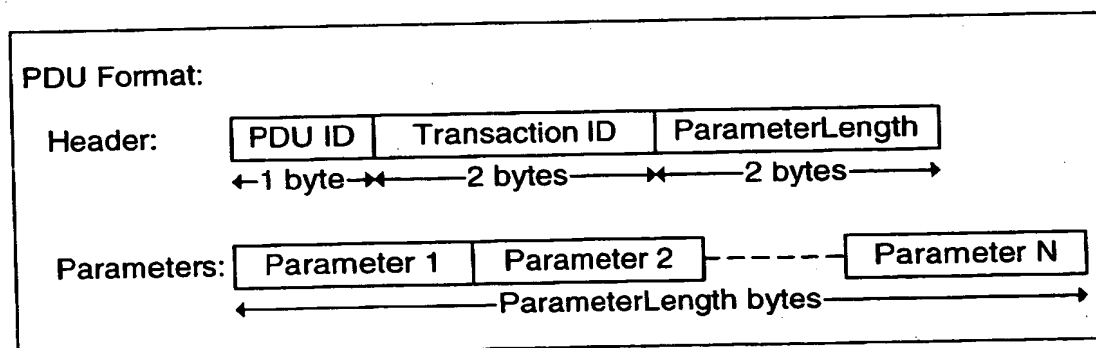 PDU Format:
Header: PDU ID Transaction ID ParameterLength
1 byte 2 bytes 2 bytes
Parameters: Parameter 1 Parameter 2 Parameter N
ParameterLength bytes